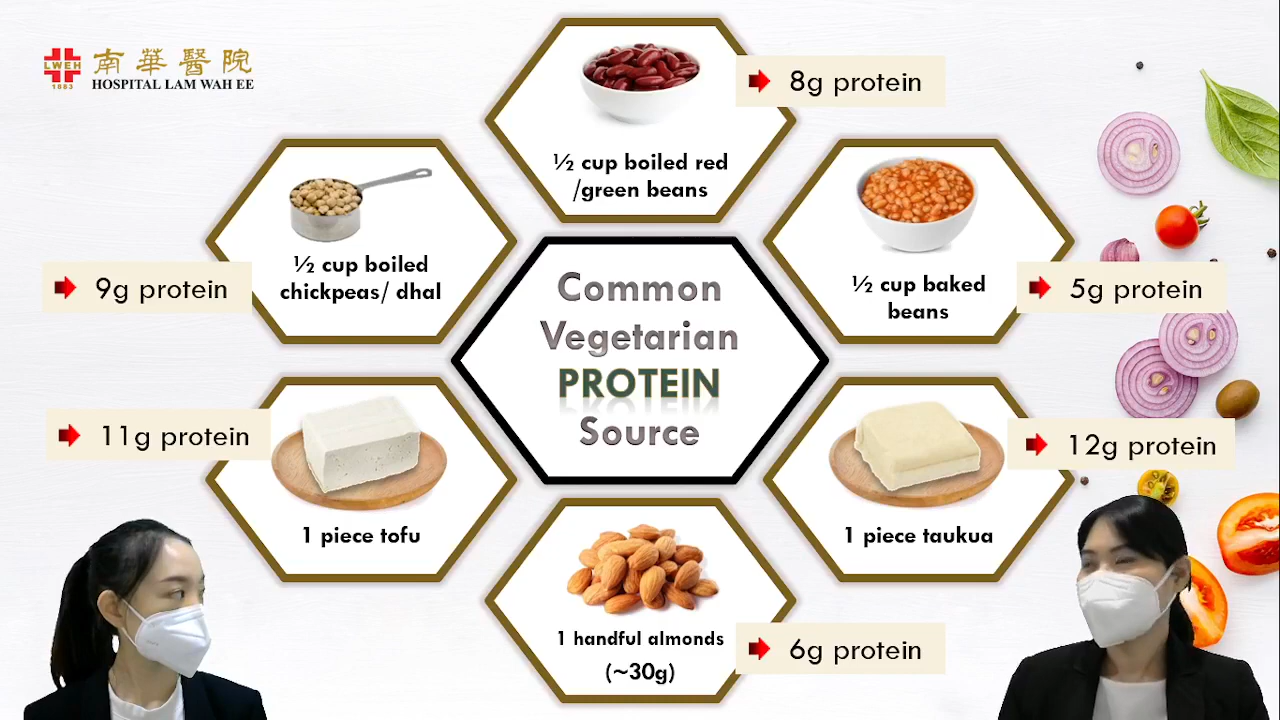 LWEH
1883
南華醫院
HOSPITAL LAM WAH EE
8g protein
½ cup boiled red
/green beans
½ cup boiled
chickpeas/ dhal
9g protein
½ cup baked
beans
5g protein
Common
Vegetarian
PROTEIN
Source
11g protein
1 piece tofu
12g protein
1 piece taukua
1 handful almonds
(~30g)
6g protein